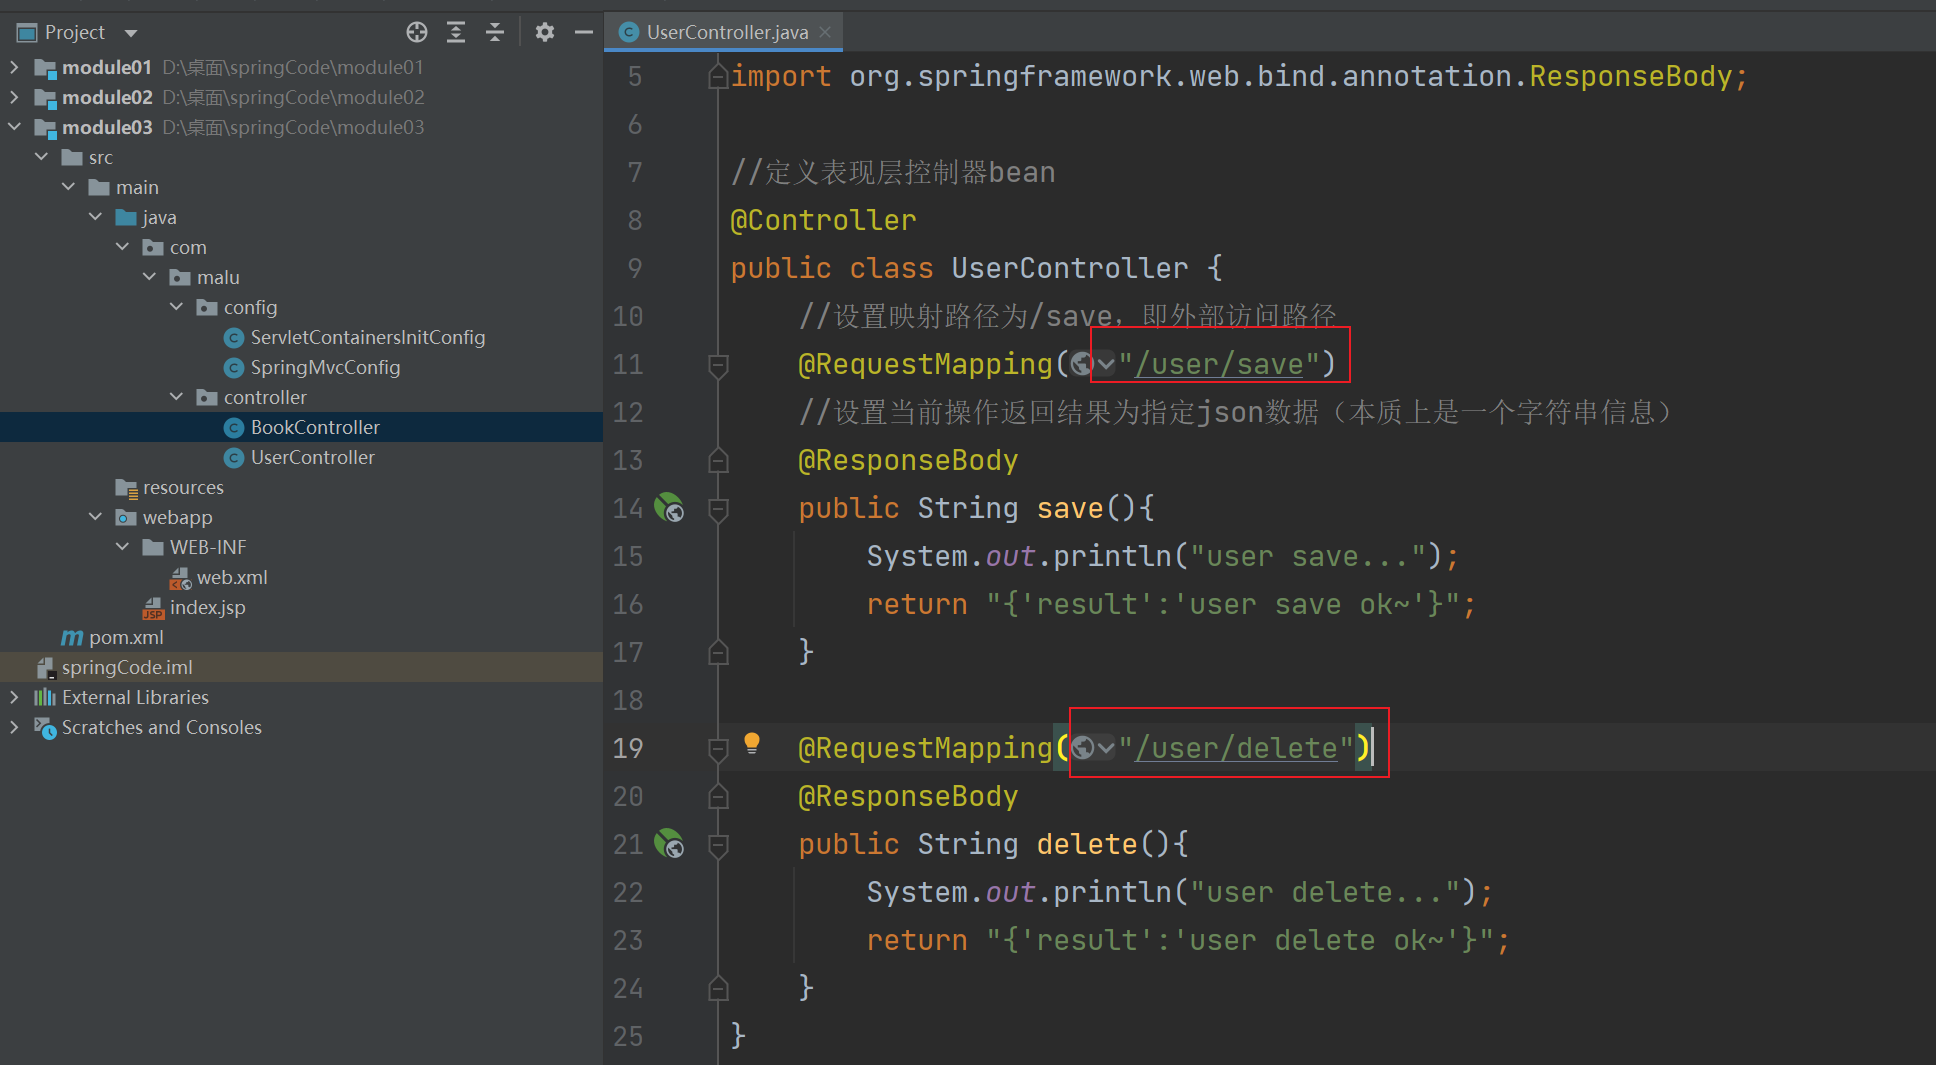 Project
module01 D:\桌面\springCode\module01
module02 D:\桌面\springCode\module02
module03 D:\桌面\springCode\module03
src
main
java
com
malu
config
ServletContainersInitConfig
SpringMvcConfig
controller
BookController
UserController
resources
webapp
WEB-INF
web.xml
index.jsp
pom.xml
springCode.iml
External Libraries
Scratches and Consoles
UserController.java
5 import org.springframework.web.bind.annotation.ResponseBody;
6
7 //定义表现层控制器bean
8 @Controller
9 public class UserController {
10 //设置映射路径为/save，即外部访问路径
11 @RequestMapping("/user/save")
12 //设置当前操作返回结果为指定json数据（本质上是一个字符串信息）
13 @ResponseBody
14 public String save(){
15 System.out.println("user save...");
16 return "{'result':'user save ok~'}";
17 }
18
19 @RequestMapping("/user/delete")
20 @ResponseBody
21 public String delete(){
22 System.out.println("user delete...");
23 return "{'result':'user delete ok~'}";
24 }
25 }